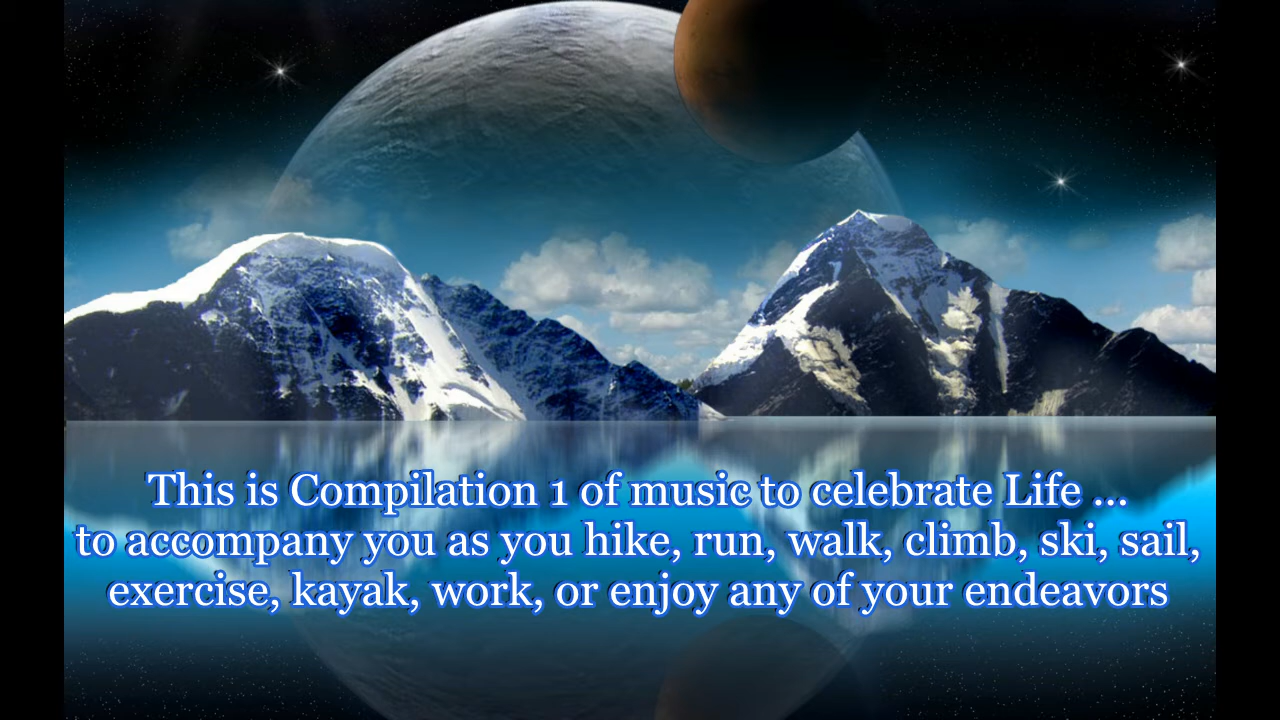 This is Compilation 1 of music to celebrate Life ...
to accompany you as you hike, run, walk, climb, ski, sail,
exercise, kayak, work, or enjoy any of your endeavors